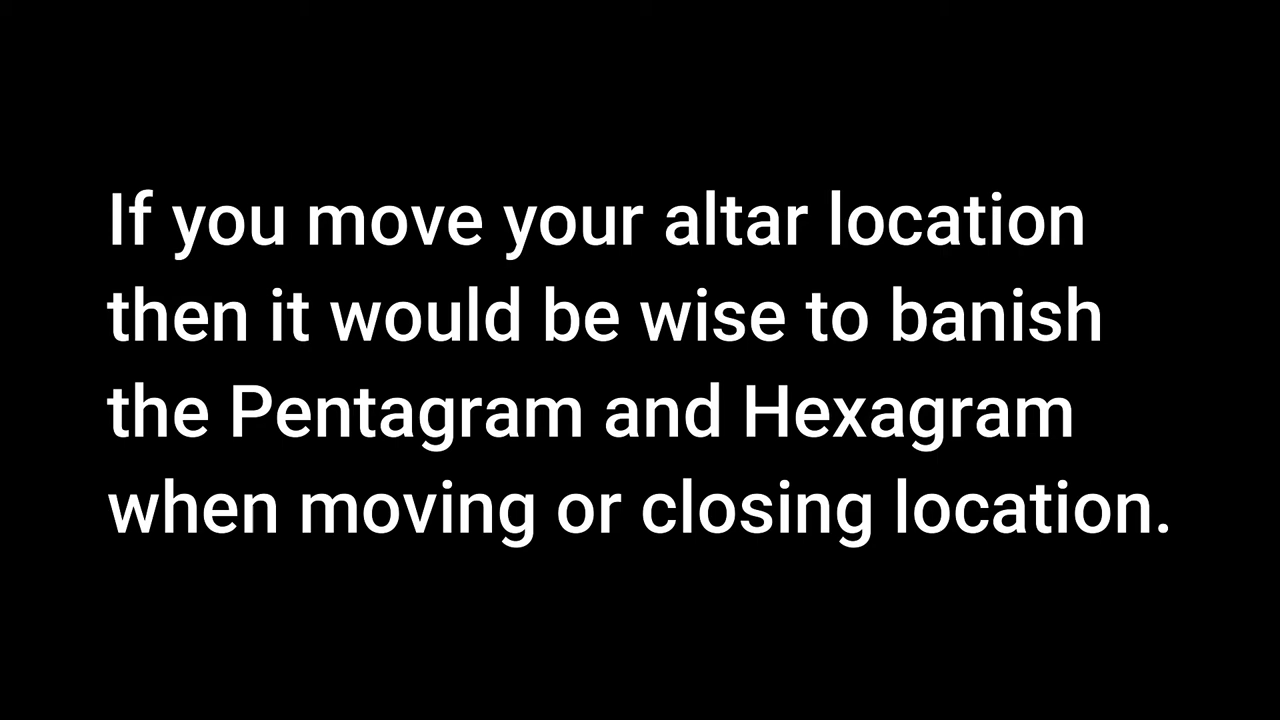 If you move your altar location
then it would be wise to banish
the Pentagram and Hexagram
when moving or closing location.